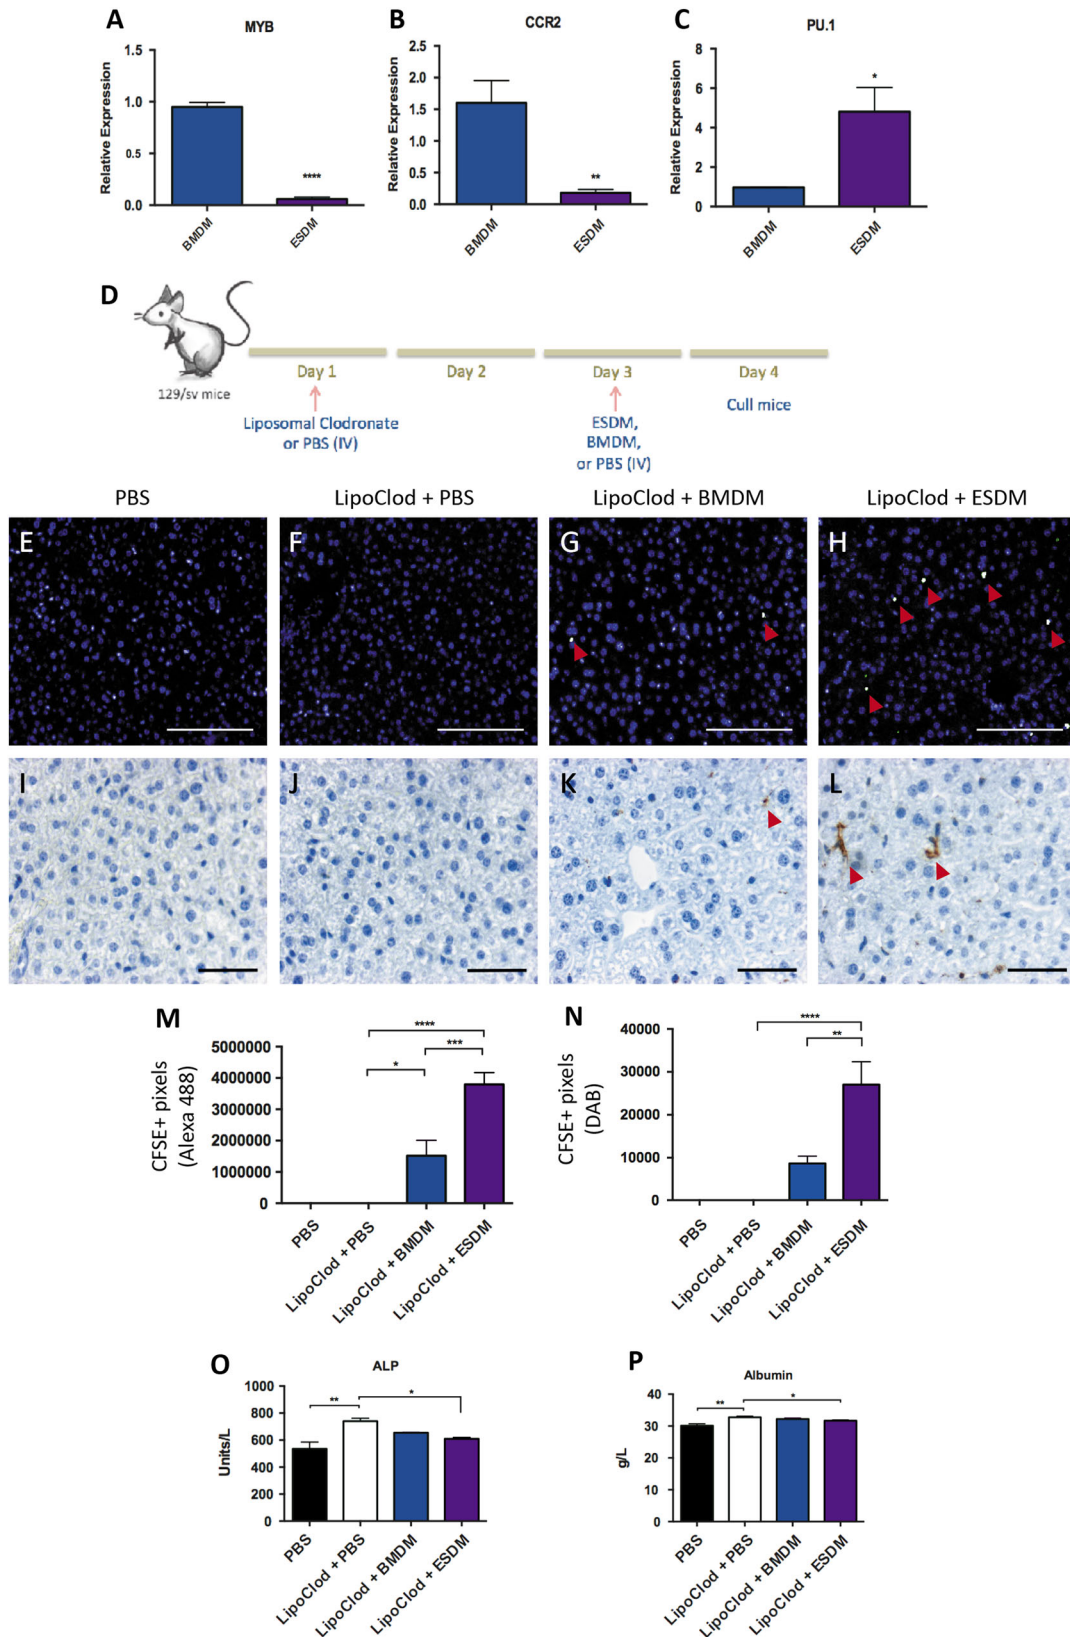 A
MYB
Relative Expression
1.5
1.0
0.5
0.0
****
BMDM
ESDM
B
CCR2
Relative Expression
2.5
2.0
1.5
1.0
0.5
0.0
**
BMDM
ESDM
C
PU.1
Relative Expression
8
6
4
2
0
*
BMDM
ESDM
D
129/sv mice
Day 1
Day 2
Day 3
Day 4
Liposomal Clodronate
or PBS (IV)
ESDM,
BMDM,
or PBS (IV)
Cull mice
PBS
LipoClod + PBS
LipoClod + BMDM
LipoClod + ESDM
E
F
G
H
I
J
K
L
M
CFSE+ pixels
(Alexa 488)
5000000
4000000
3000000
2000000
1000000
0
****
***
*
PBS
LipoClod + PBS
LipoClod + BMDM
LipoClod + ESDM
N
CFSE+ pixels
(DAB)
40000
30000
20000
10000
0
****
**
PBS
LipoClod + PBS
LipoClod + BMDM
LipoClod + ESDM
O
ALP
Units/L
1000
800
600
400
200
0
**
*
PBS
LipoClod + PBS
LipoClod + BMDM
LipoClod + ESDM
P
Albumin
g/L
40
30
20
10
0
**
*
PBS
LipoClod + PBS
LipoClod + BMDM
LipoClod + ESDM